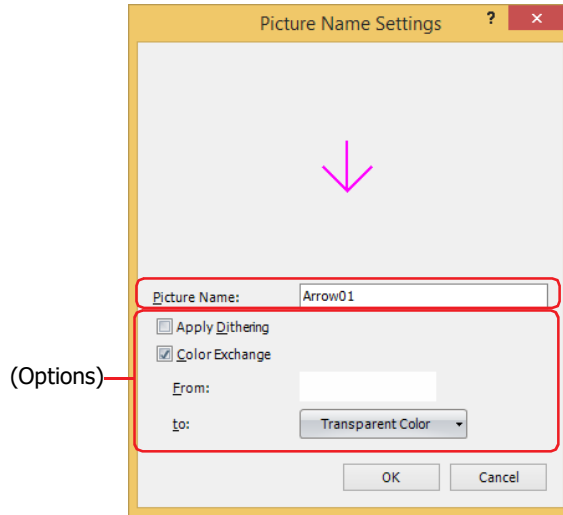 Picture Name Settings ? ×
Picture Name: Arrow01
Apply Dithering
Color Exchange
(Options)
From:
to: Transparent Color
OK Cancel